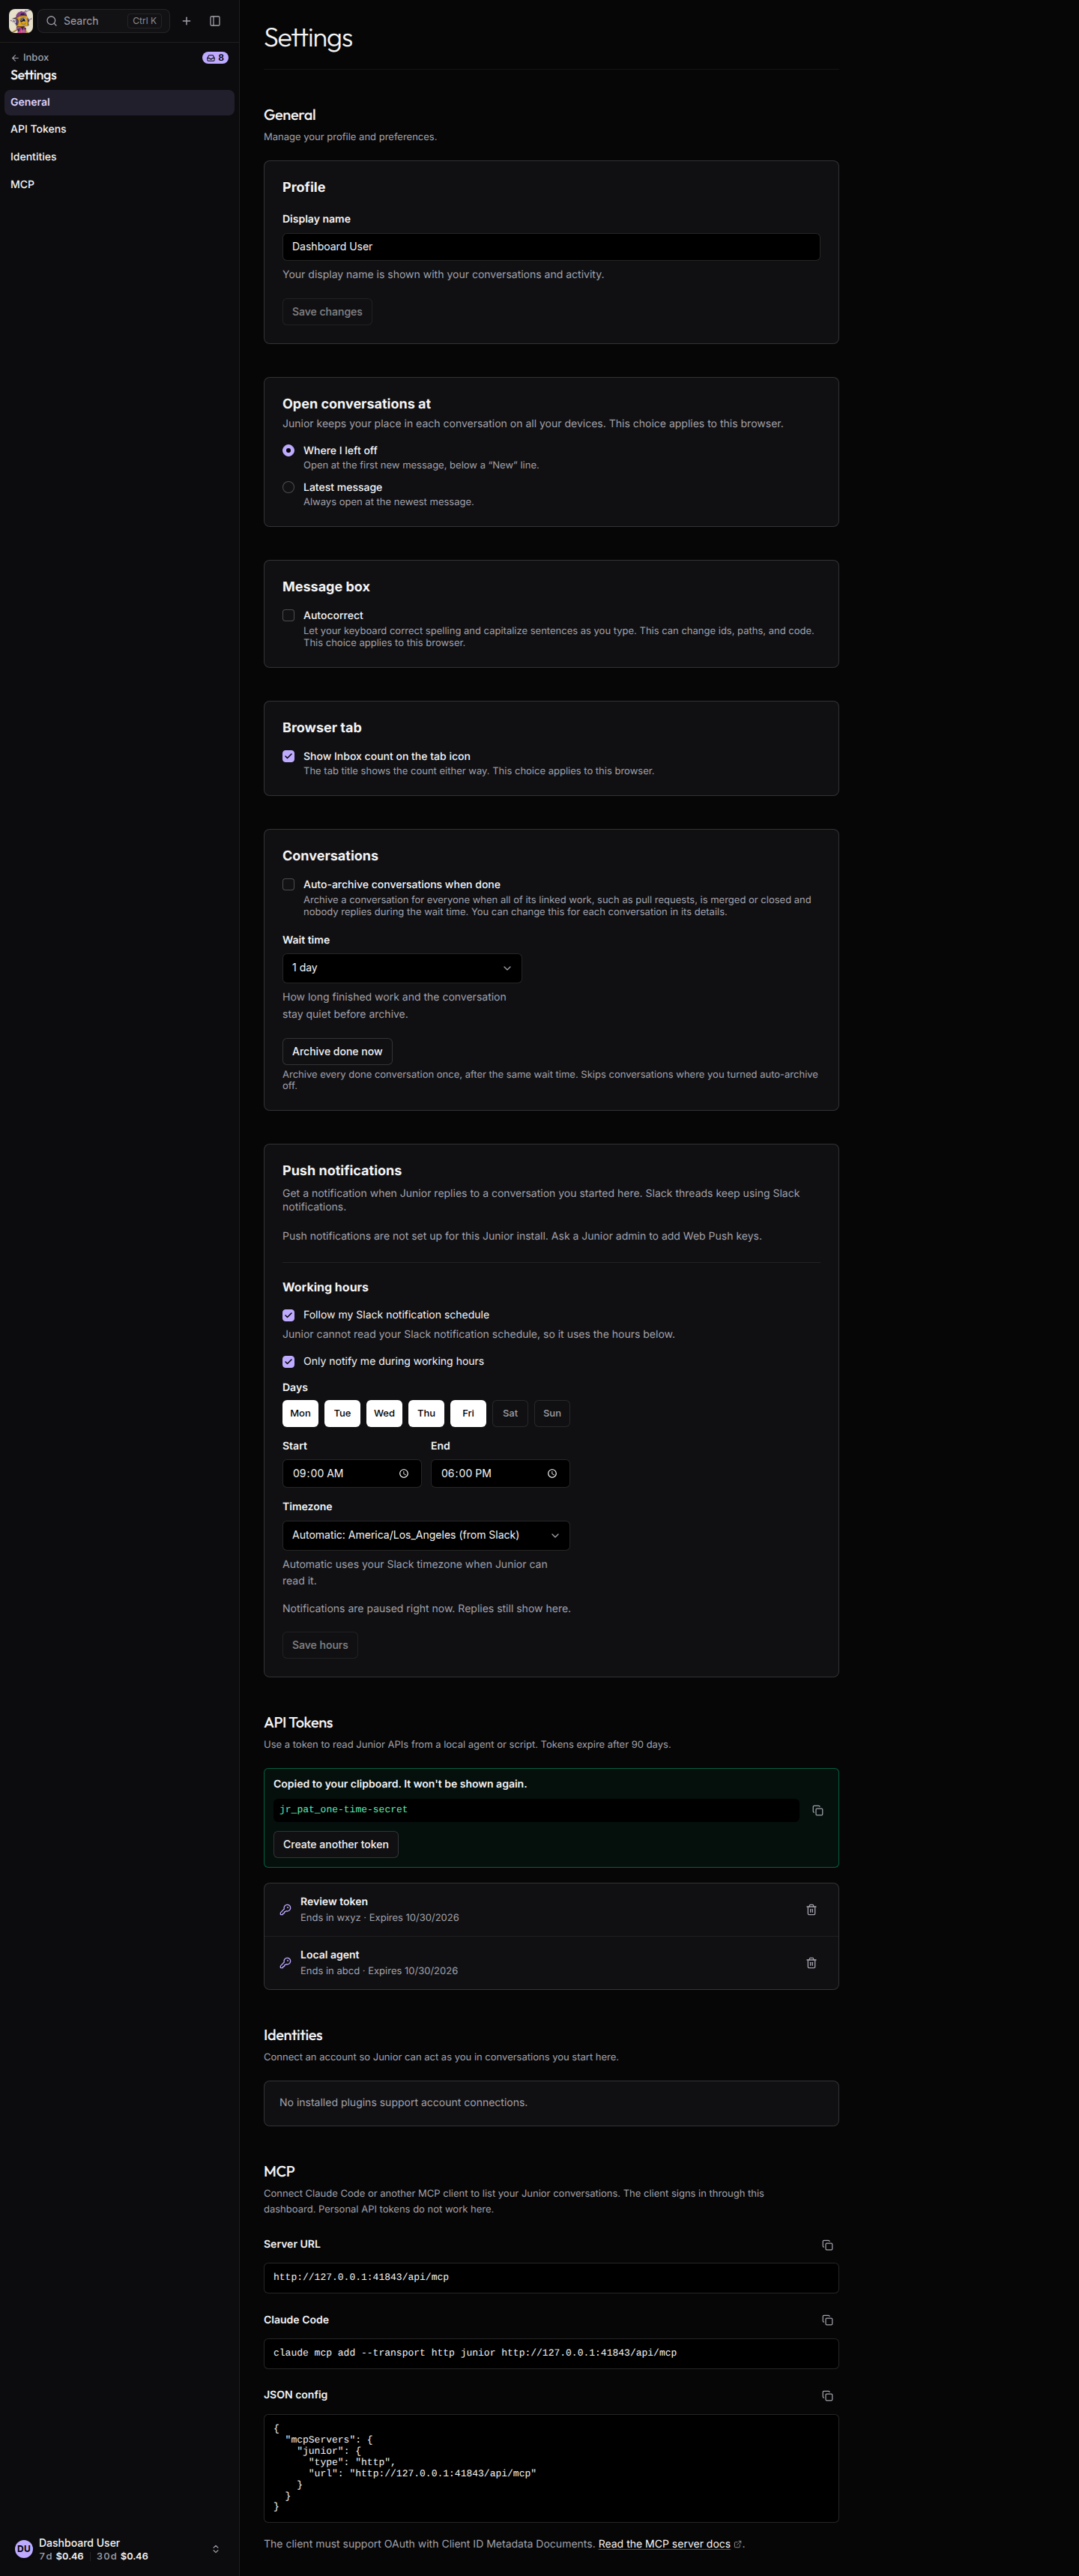 Search
Ctrl K
Inbox
8
Settings
General
API Tokens
Identities
MCP
Settings
General
Manage your profile and preferences.
Profile
Display name
Dashboard User
Your display name is shown with your conversations and activity.
Save changes
Open conversations at
Junior keeps your place in each conversation on all your devices. This choice applies to this browser.
Where I left off
Open at the first new message, below a “New” line.
Latest message
Always open at the newest message.
Message box
Autocorrect
Let your keyboard correct spelling and capitalize sentences as you type. This can change ids, paths, and code.
This choice applies to this browser.
Browser tab
Show Inbox count on the tab icon
The tab title shows the count either way. This choice applies to this browser.
Conversations
Auto-archive conversations when done
Archive a conversation for everyone when all of its linked work, such as pull requests, is merged or closed and
nobody replies during the wait time. You can change this for each conversation in its details.
Wait time
1 day
How long finished work and the conversation
stay quiet before archive.
Archive done now
Archive every done conversation once, after the same wait time. Skips conversations where you turned auto-archive
off.
Push notifications
Get a notification when Junior replies to a conversation you started here. Slack threads keep using Slack
notifications.
Push notifications are not set up for this Junior install. Ask a Junior admin to add Web Push keys.
Working hours
Follow my Slack notification schedule
Junior cannot read your Slack notification schedule, so it uses the hours below.
Only notify me during working hours
Days
Mon Tue Wed Thu Fri Sat Sun
Start End
09:00 AM 06:00 PM
Timezone
Automatic: America/Los_Angeles (from Slack)
Automatic uses your Slack timezone when Junior can
read it.
Notifications are paused right now. Replies still show here.
Save hours
API Tokens
Use a token to read Junior APIs from a local agent or script. Tokens expire after 90 days.
Copied to your clipboard. It won't be shown again.
jr_pat_one-time-secret
Create another token
Review token
Ends in wxyz · Expires 10/30/2026
Local agent
Ends in abcd · Expires 10/30/2026
Identities
Connect an account so Junior can act as you in conversations you start here.
No installed plugins support account connections.
MCP
Connect Claude Code or another MCP client to list your Junior conversations. The client signs in through this
dashboard. Personal API tokens do not work here.
Server URL
http://127.0.0.1:41843/api/mcp
Claude Code
claude mcp add --transport http junior http://127.0.0.1:41843/api/mcp
JSON config
{
"mcpServers": {
"junior": {
"type": "http",
"url": "http://127.0.0.1:41843/api/mcp"
}
}
}
The client must support OAuth with Client ID Metadata Documents. Read the MCP server docs.
DU
Dashboard User
7d $0.46 30d $0.46